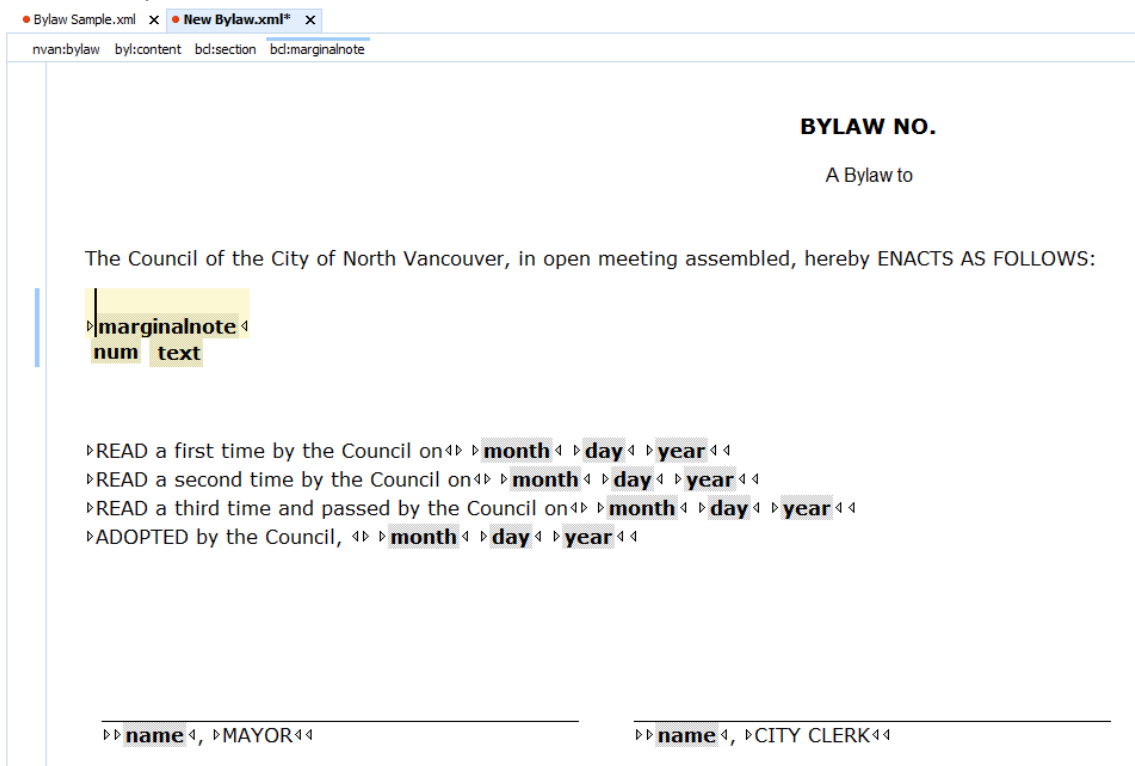 Bylaw Sample.xml X New Bylaw.xml* X
nvan:bylaw byl:content bcl:section bcl:marginalnote
BYLAW NO.
A Bylaw to
The Council of the City of North Vancouver, in open meeting assembled, hereby ENACTS AS FOLLOWS:
marginalnote
num text
READ a first time by the Council on month day year
READ a second time by the Council on month day year
READ a third time and passed by the Council on month day year
ADOPTED by the Council, month day year
name, MAYOR name, CITY CLERK